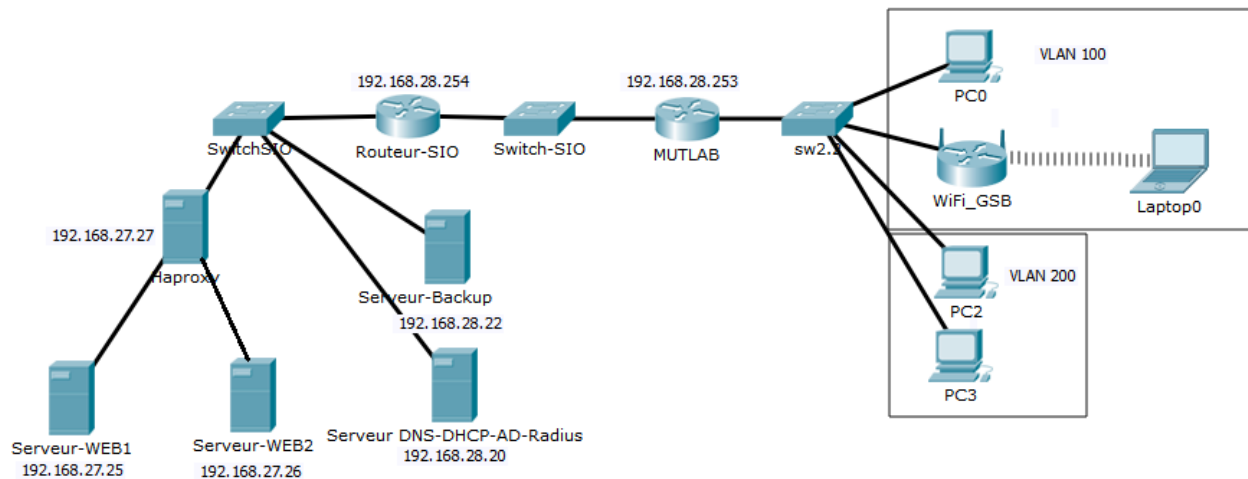 VLAN 100
192.168.28.254
192.168.28.253
PC0
SwitchSIO
Routeur-SIO
Switch-SIO
MUTLAB
sw2.2
WiFi_GSB
Laptop0
192.168.27.27
Haproxy
Serveur-Backup
192.168.28.22
VLAN 200
PC2
PC3
Serveur-WEB1
192.168.27.25
Serveur-WEB2
192.168.27.26
Serveur DNS-DHCP-AD-Radius
192.168.28.20